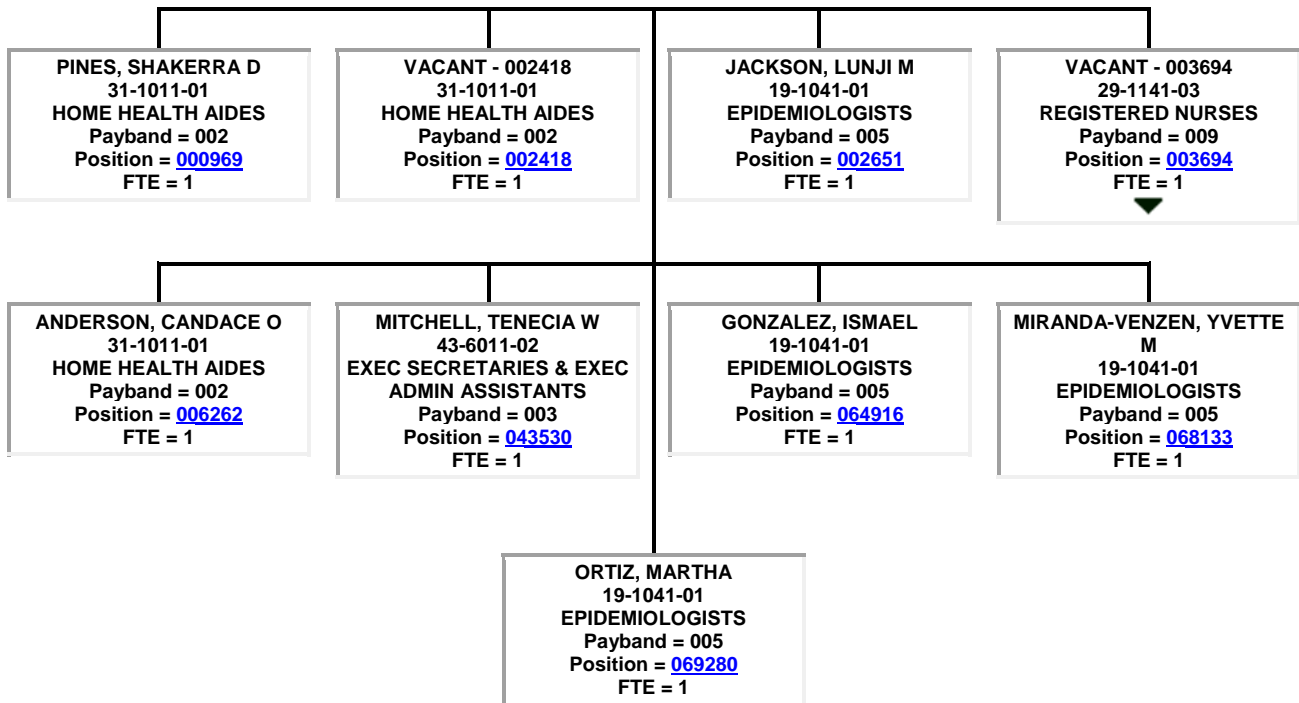 PINES, SHAKERRA D
31-1011-01
HOME HEALTH AIDES
Payband = 002
Position = 000969
FTE = 1
VACANT - 002418
31-1011-01
HOME HEALTH AIDES
Payband = 002
Position = 002418
FTE = 1
JACKSON, LUNJI M
19-1041-01
EPIDEMIOLOGISTS
Payband = 005
Position = 002651
FTE = 1
VACANT - 003694
29-1141-03
REGISTERED NURSES
Payband = 009
Position = 003694
FTE = 1
ANDERSON, CANDACE O
31-1011-01
HOME HEALTH AIDES
Payband = 002
Position = 006262
FTE = 1
MITCHELL, TENECIA W
43-6011-02
EXEC SECRETARIES & EXEC
ADMIN ASSISTANTS
Payband = 003
Position = 043530
FTE = 1
GONZALEZ, ISMAEL
19-1041-01
EPIDEMIOLOGISTS
Payband = 005
Position = 064916
FTE = 1
MIRANDA-VENZEN, YVETTE
M
19-1041-01
EPIDEMIOLOGISTS
Payband = 005
Position = 068133
FTE = 1
ORTIZ, MARTHA
19-1041-01
EPIDEMIOLOGISTS
Payband = 005
Position = 069280
FTE = 1